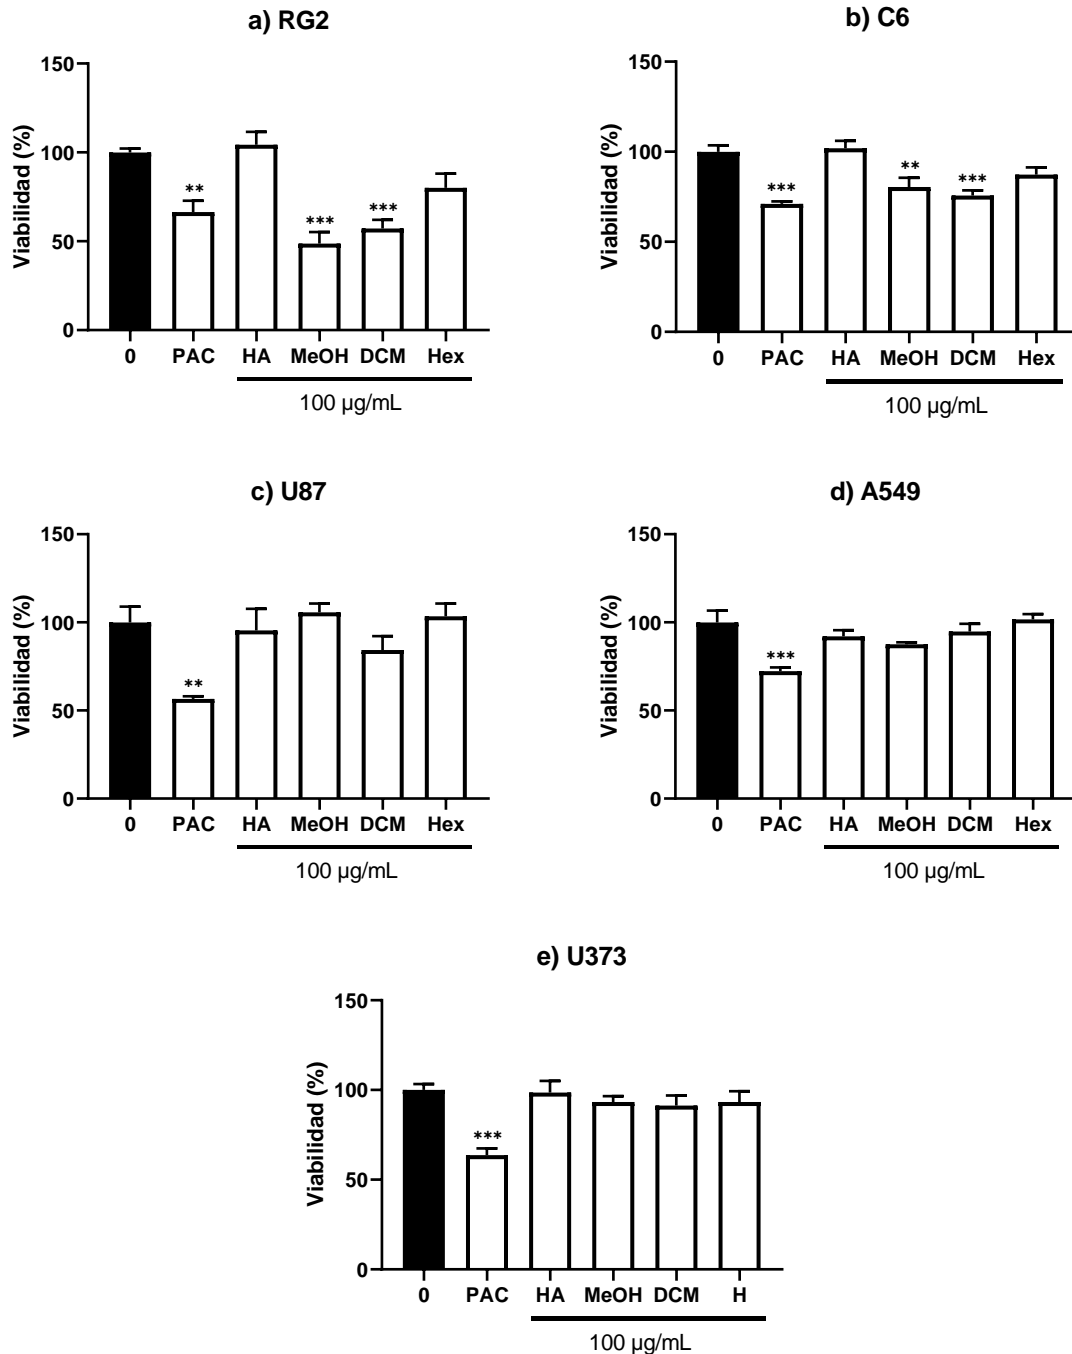 a) RG2
Viabilidad (%)
150
100
50
0
**
***
***
0 PAC HA MeOH DCM Hex
100 µg/mL
b) C6
Viabilidad (%)
150
100
50
0
***
**
***
0 PAC HA MeOH DCM Hex
100 µg/mL
c) U87
Viabilidad (%)
150
100
50
0
**
0 PAC HA MeOH DCM Hex
100 µg/mL
d) A549
Viabilidad (%)
150
100
50
0
***
0 PAC HA MeOH DCM Hex
100 µg/mL
e) U373
Viabilidad (%)
150
100
50
0
***
0 PAC HA MeOH DCM H
100 µg/mL